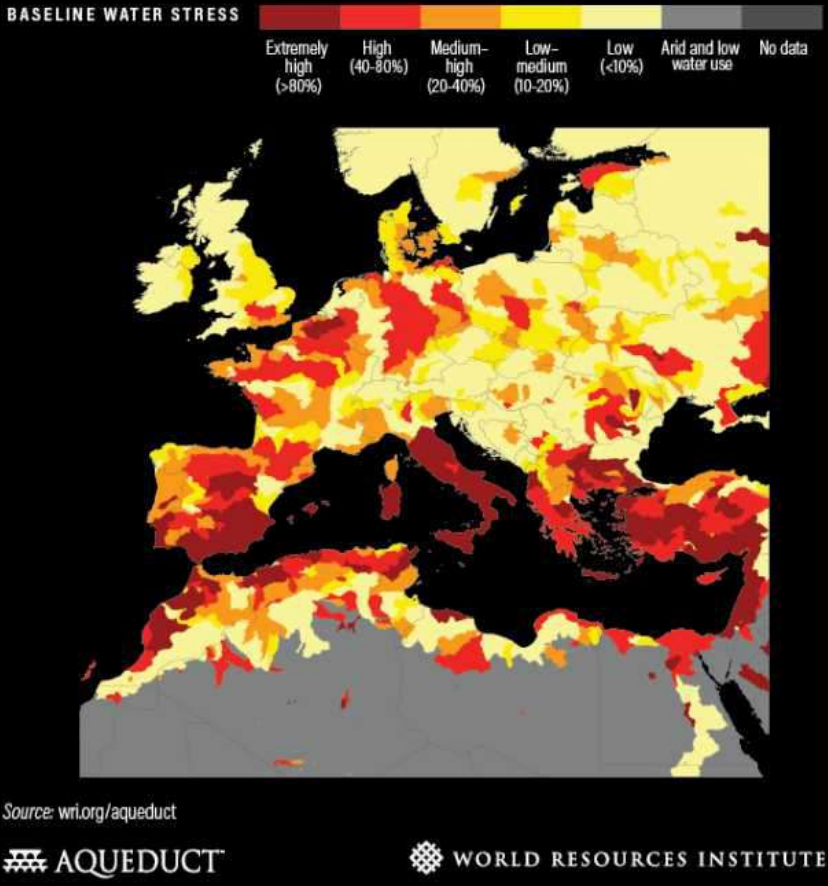 BASELINE WATER STRESS
Extremely
high
(>80%)
High
(40-80%)
Medium–
high
(20-40%)
Low–
medium
(10-20%)
Low
(<10%)
Arid and low
water use
No data
Source: wri.org/aqueduct
AQUEDUCT™
WORLD RESOURCES INSTITUTE